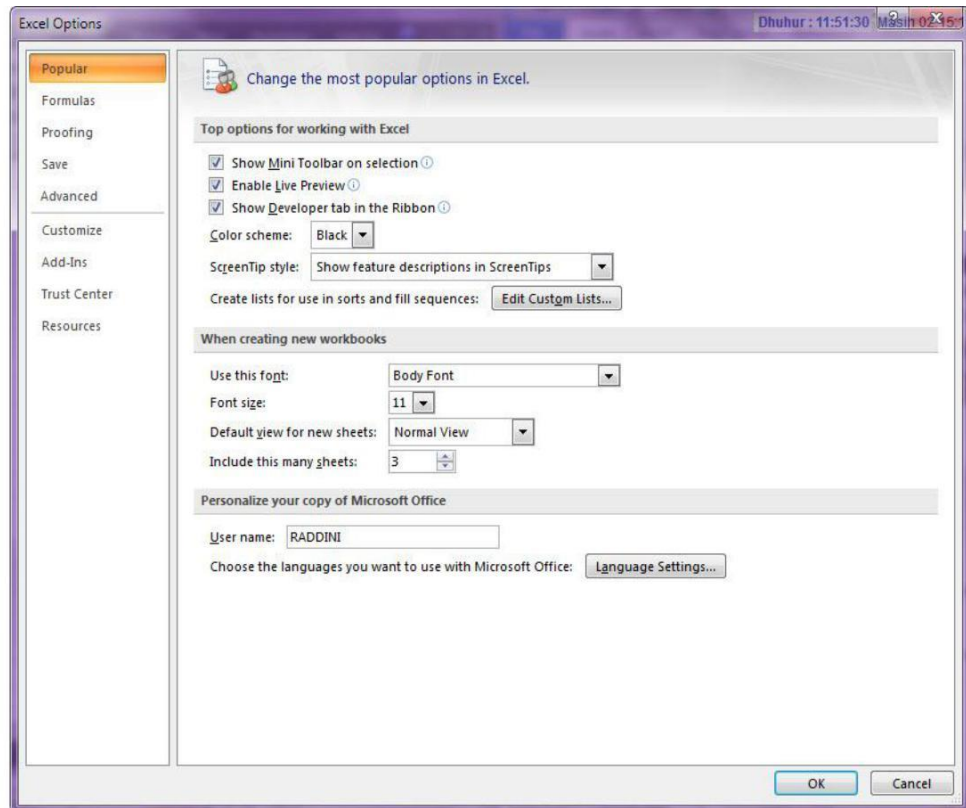 Excel Options
Dhuhur : 11:51:30 Masih 02:15:1
Popular
Formulas
Proofing
Save
Advanced
Customize
Add-Ins
Trust Center
Resources
Change the most popular options in Excel.
Top options for working with Excel
Show Mini Toolbar on selection
Enable Live Preview
Show Developer tab in the Ribbon
Color scheme: Black
ScreenTip style: Show feature descriptions in ScreenTips
Create lists for use in sorts and fill sequences: Edit Custom Lists...
When creating new workbooks
Use this font: Body Font
Font size: 11
Default view for new sheets: Normal View
Include this many sheets: 3
Personalize your copy of Microsoft Office
User name: RADDINI
Choose the languages you want to use with Microsoft Office: Language Settings...
OK Cancel